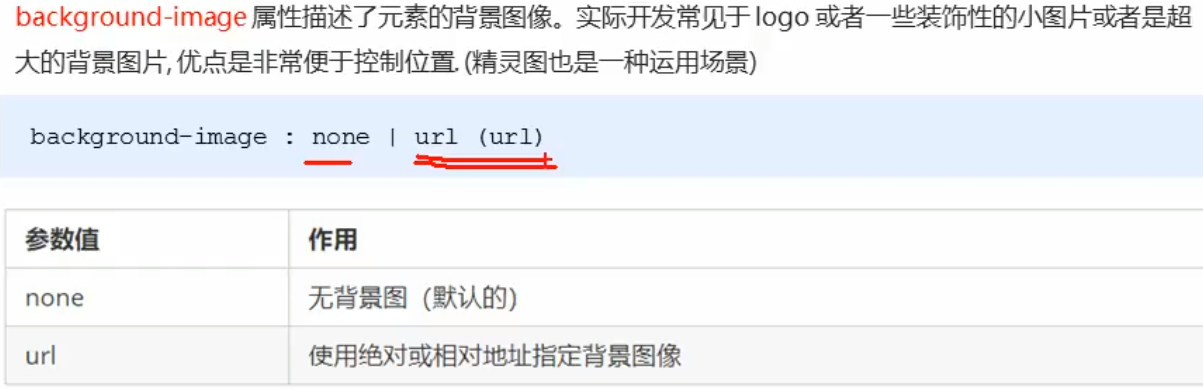 background-image 属性描述了元素的背景图像。实际开发常见于 logo 或者一些装饰性的小图片或者是超
大的背景图片, 优点是非常便于控制位置. (精灵图也是一种运用场景)
background-image : none | url (url)
参数值 作用
none 无背景图（默认的）
url 使用绝对或相对地址指定背景图像